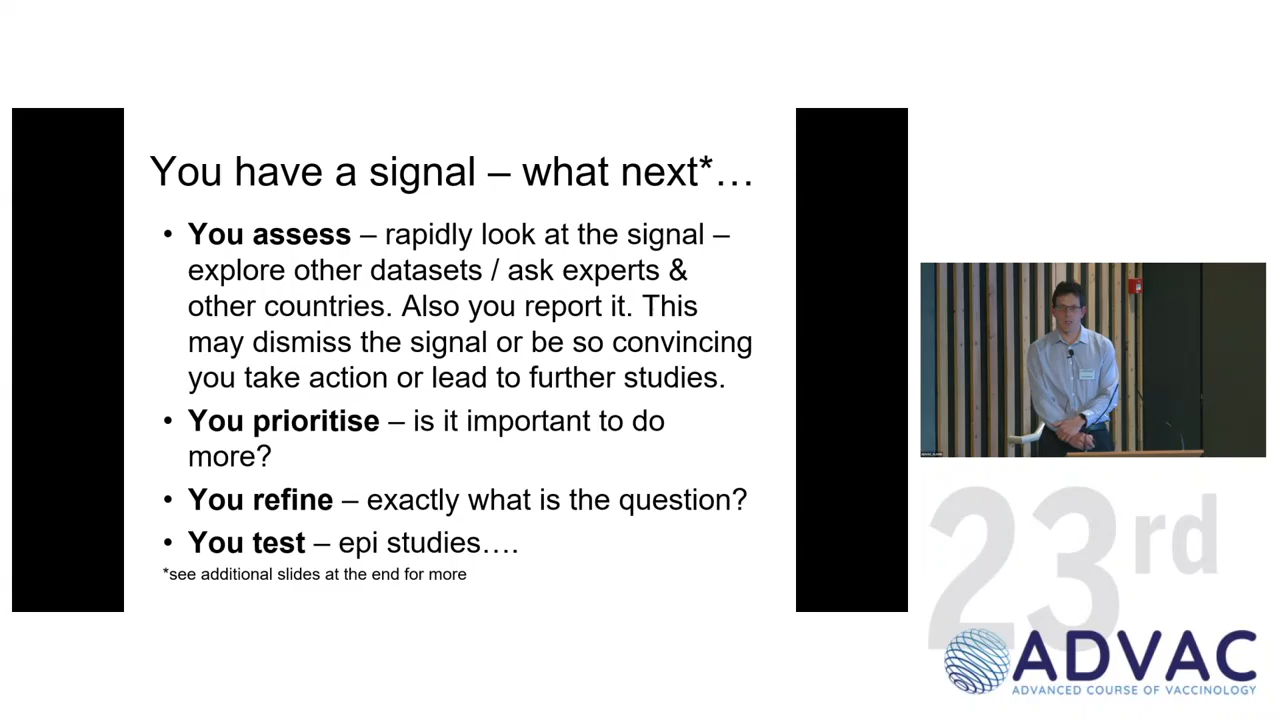 You have a signal – what next*…
• You assess – rapidly look at the signal –
explore other datasets / ask experts &
other countries. Also you report it. This
may dismiss the signal or be so convincing
you take action or lead to further studies.
• You prioritise – is it important to do
more?
• You refine – exactly what is the question?
• You test – epi studies….
*see additional slides at the end for more
23rd
ADVAC
ADVANCED COURSE OF VACCINOLOGY